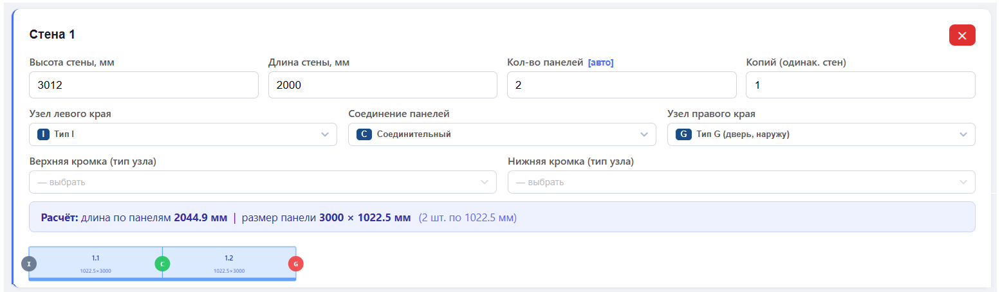 Стена 1
Высота стены, мм Длина стены, мм Кол-во панелей [авто] Копий (одинак. стен)
3012 2000 2 1
Узел левого края Соединение панелей Узел правого края
I Тип I C Соединительный G Тип G (дверь, наружу)
Верхняя кромка (тип узла) Нижняя кромка (тип узла)
— выбрать — выбрать
Расчёт: длина по панелям 2044.9 мм | размер панели 3000 × 1022.5 мм (2 шт. по 1022.5 мм)
1.1 1.2
I C G
1022.5×3000 1022.5×3000